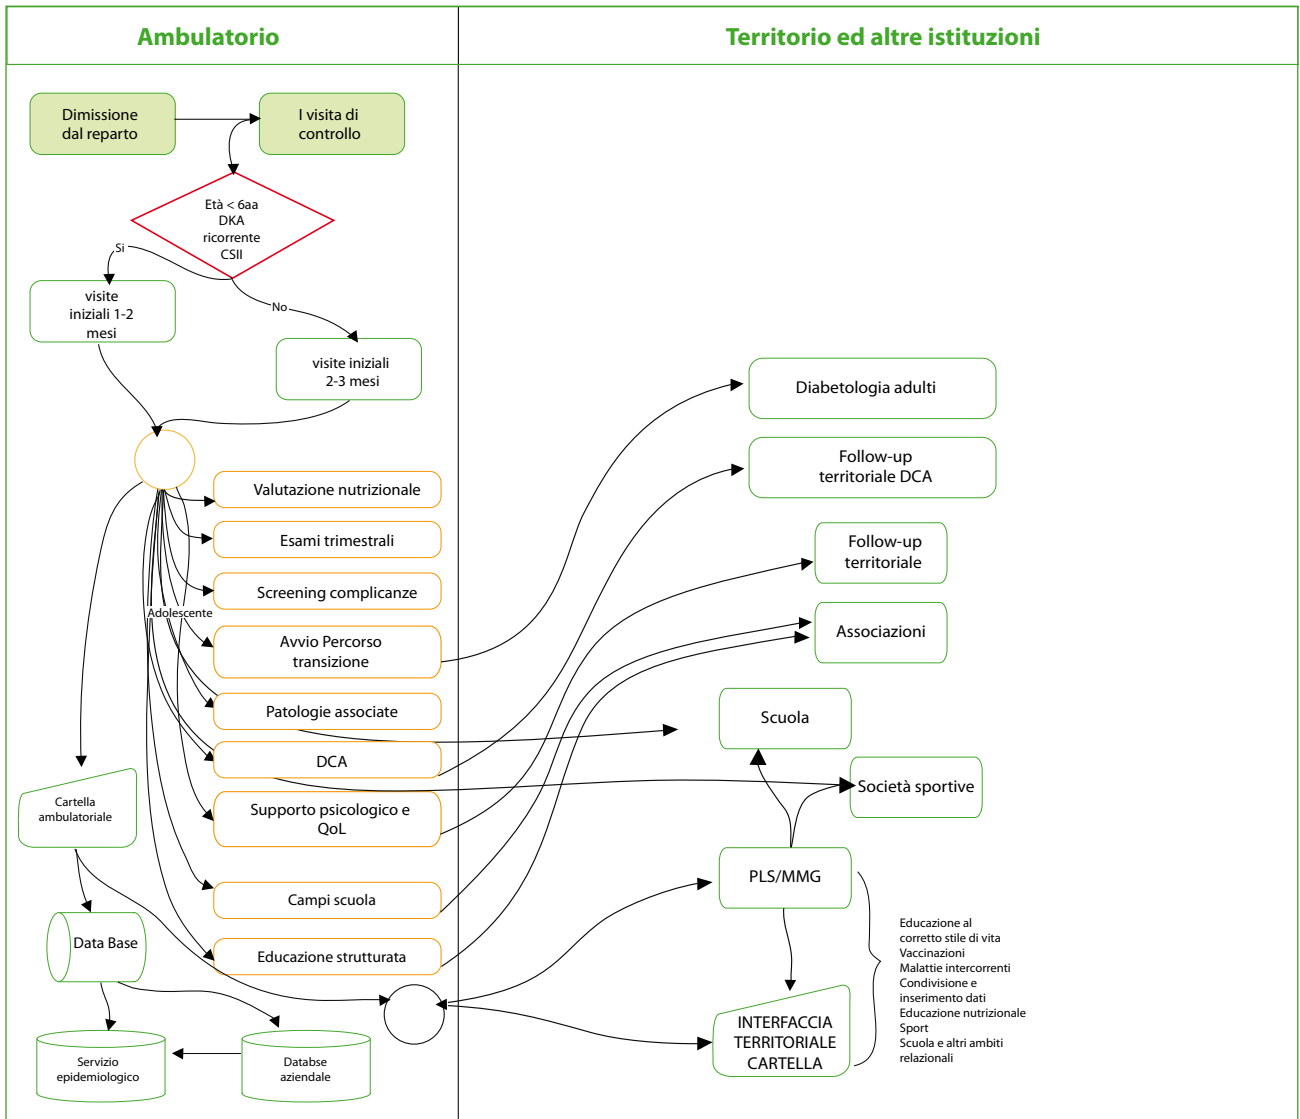 Ambulatorio
Territorio ed altre istituzioni
Dimissione
dal reparto
I visita di
controllo
Età < 6aa
DKA
ricorrente
CSII
Si
No
visite
iniziali 1-2
mesi
visite iniziali
2-3 mesi
Valutazione nutrizionale
Esami trimestrali
Screening complicanze
Adolescente
Avvio Percorso
transizione
Patologie associate
DCA
Supporto psicologico e
QoL
Campi scuola
Educazione strutturata
Cartella
ambulatoriale
Data Base
Servizio
epidemiologico
Databse
aziendale
Diabetologia adulti
Follow-up
territoriale DCA
Follow-up
territoriale
Associazioni
Scuola
Società sportive
PLS/MMG
INTERFACCIA
TERRITORIALE
CARTELLA
Educazione al
corretto stile di vita
Vaccinazioni
Malattie intercorrenti
Condivisione e
inserimento dati
Educazione nutrizionale
Sport
Scuola e altri ambiti
relazionali